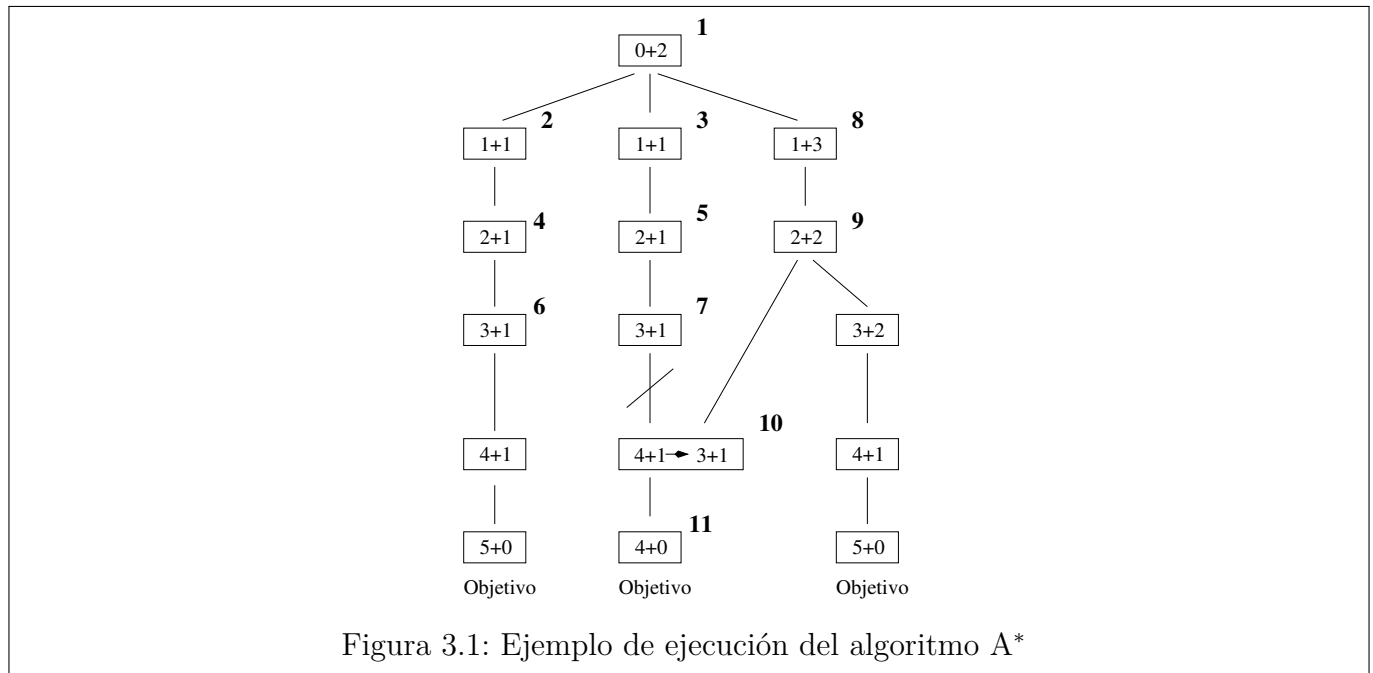 1
0+2
2 3 8
1+1 1+1 1+3
4 5 9
2+1 2+1 2+2
6 7
3+1 3+1 3+2
10
4+1 4+1 3+1 4+1
11
5+0 4+0 5+0
Objetivo Objetivo Objetivo
Figura 3.1: Ejemplo de ejecución del algoritmo A*